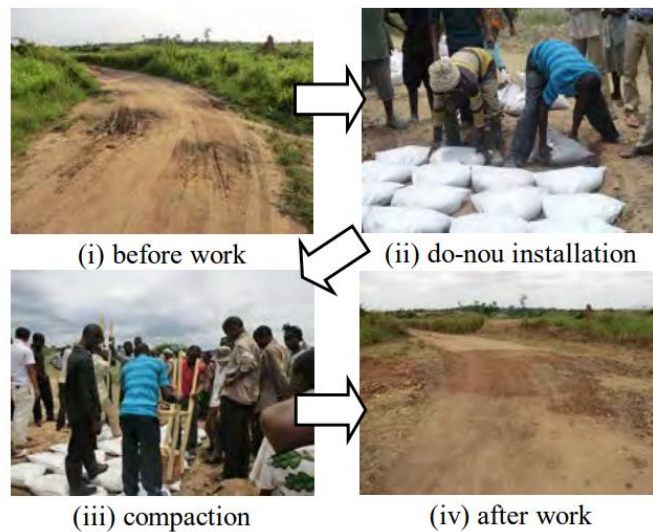 (i) before work
(ii) do-nou installation
(iii) compaction
(iv) after work